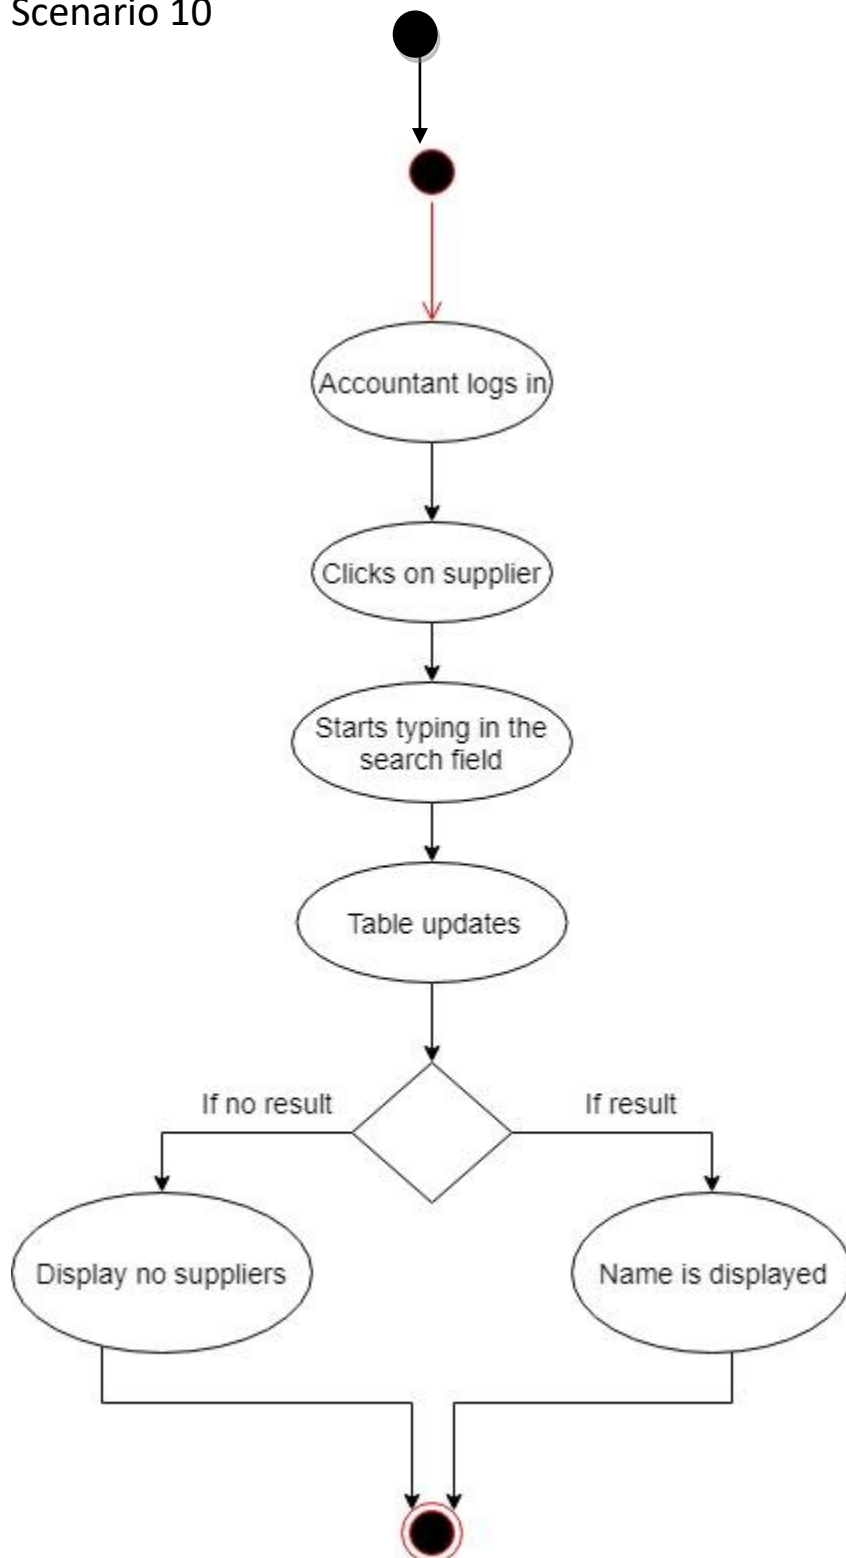 Scenario 10
Accountant logs in
Clicks on supplier
Starts typing in the
search field
Table updates
If no result
If result
Display no suppliers
Name is displayed